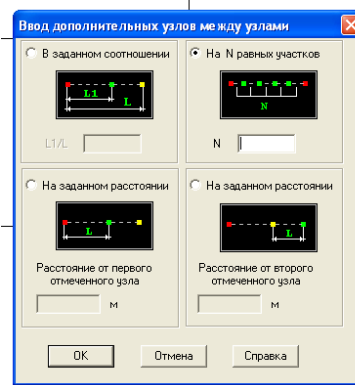 Ввод дополнительных узлов между узлами
В заданном соотношении
L1
L
L1/L
На N равных участков
N
N
На заданном расстоянии
L
Расстояние от первого
отмеченного узла
м
На заданном расстоянии
L
Расстояние от второго
отмеченного узла
м
OK
Отмена
Справка